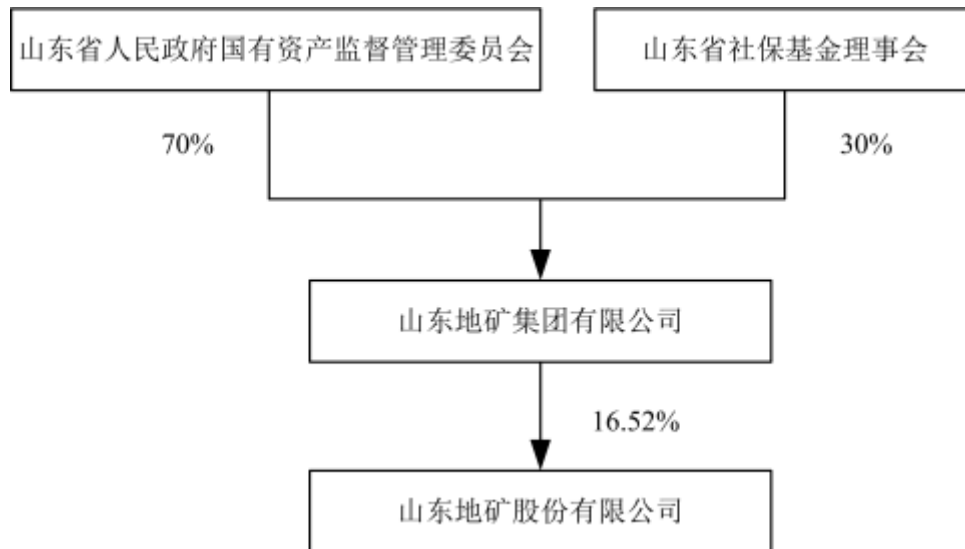 山东省人民政府国有资产监督管理委员会
山东省社保基金理事会
70%
30%
山东地矿集团有限公司
16.52%
山东地矿股份有限公司